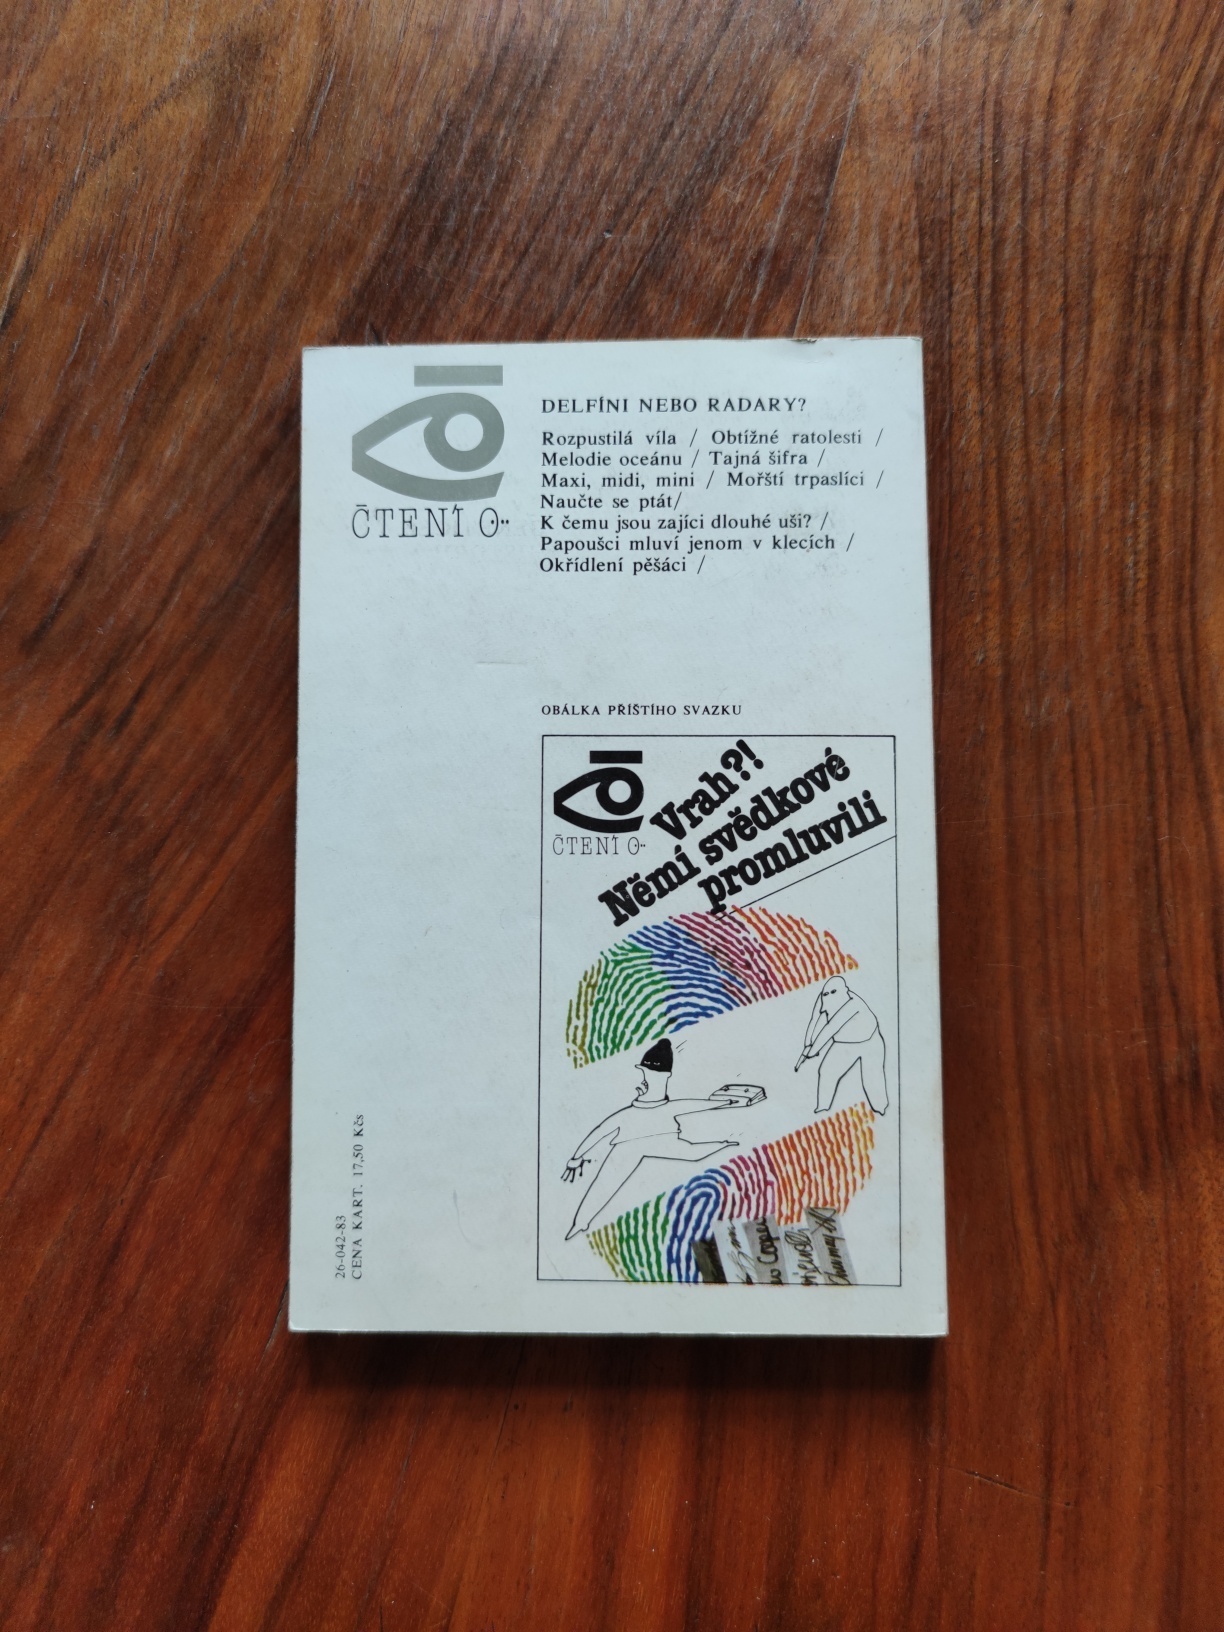 ČTENÍ O··
DELFÍNI NEBO RADARY?
Rozpustilá víla / Obtížné ratolesti /
Melodie oceánu / Tajná šifra /
Maxi, midi, mini / Mořští trpaslíci /
Naučte se ptát/
K čemu jsou zajíci dlouhé uši? /
Papoušci mluví jenom v klecích /
Okřídlení pěšáci /
OBÁLKA PŘÍŠTÍHO SVAZKU
ČTENÍ O··
Vrah?!
Němí svědkové
promluvili
Cooper
26-042-83
CENA KART. 17,50 Kčs